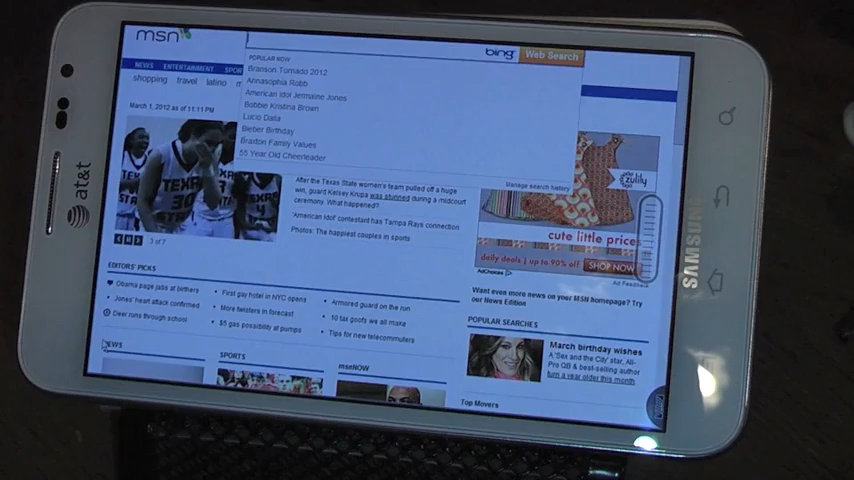 msn
bing
Web Search
NEWS ENTERTAINMENT SPOR
shopping travel latino m
POPULAR NOW
Branson Tornado 2012
Annasophia Robb
American Idol Jermaine Jones
Bobbie Kristina Brown
Lucio Dalla
Bieber Birthday
Braxton Family Values
55 Year Old Cheerleader
Manage search history
March 1, 2012 as of 11:11 PM
TEXAS
30
TEXA
4
3 of 7
After the Texas State women's team pulled off a huge
win, guard Kelsey Krupa was stunned during a midcourt
ceremony. What happened?
'American Idol' contestant has Tampa Rays connection
Photos: The happiest couples in sports
zulily
cute little prices
daily deals | up to 90% off
SHOP NOW
AdChoices
Ad Feedback
EDITORS' PICKS
Obama page jabs at birthers
Jones' heart attack confirmed
Deer runs through school
First gay hotel in NYC opens
More twisters in forecast
$5 gas possibility at pumps
Armored guard on the run
10 tax goofs we all make
Tips for new telecommuters
Want even more news on your MSN homepage? Try
our News Edition
POPULAR SEARCHES
March birthday wishes
A 'Sex and the City' star, All-
Pro QB & best-selling author
turn a year older this month
NEWS
SPORTS
msnNOW
Top Movers
at&t
SAMSUNG